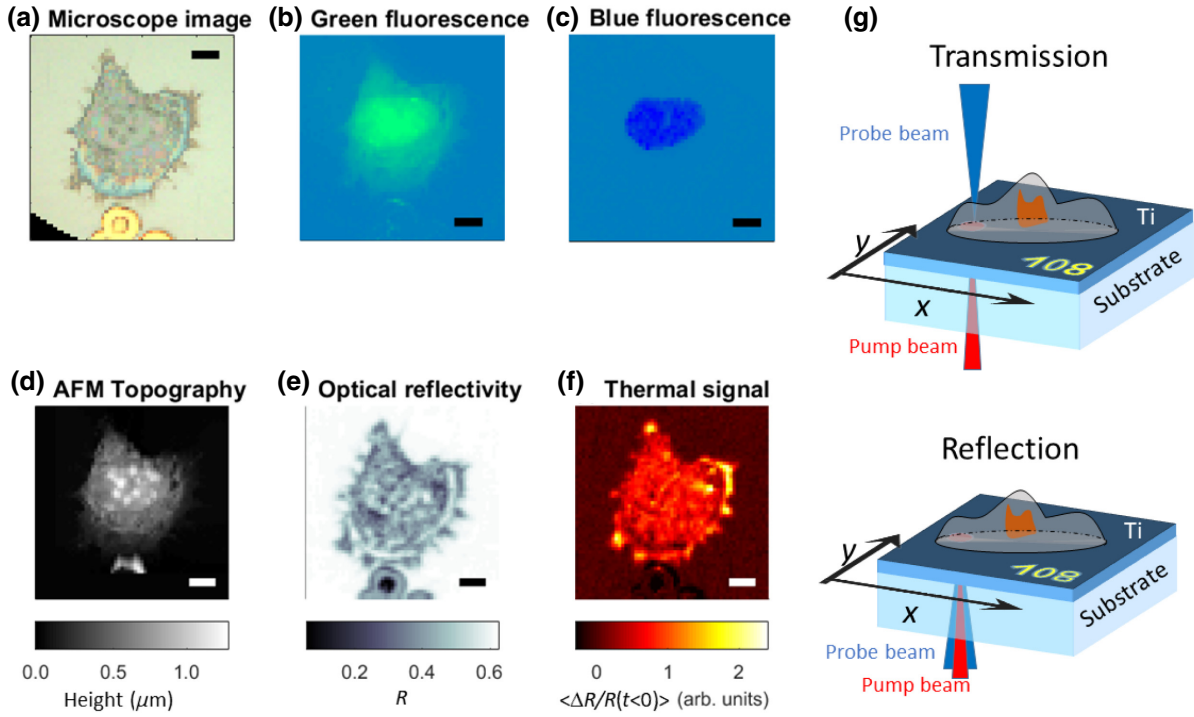 (a) Microscope image
(b) Green fluorescence
(c) Blue fluorescence
(g)
Transmission
Probe beam
Ti
y
108
x
Substrate
Pump beam
(d) AFM Topography
(e) Optical reflectivity
(f) Thermal signal
0.0 0.5 1.0
Height (μm)
0.2 0.4 0.6
R
0 1 2
<ΔR/R(t<0)> (arb. units)
Reflection
Ti
y
108
x
Substrate
Probe beam
Pump beam